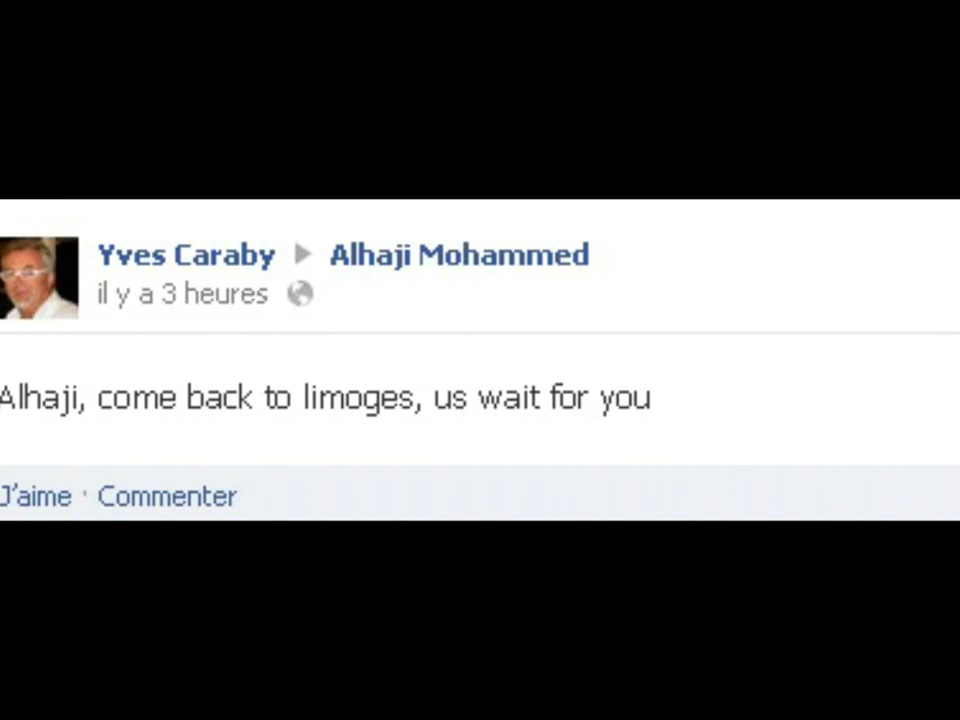 Yves Caraby ▶ Alhaji Mohammed
il y a 3 heures
Alhaji, come back to limoges, us wait for you
J'aime · Commenter